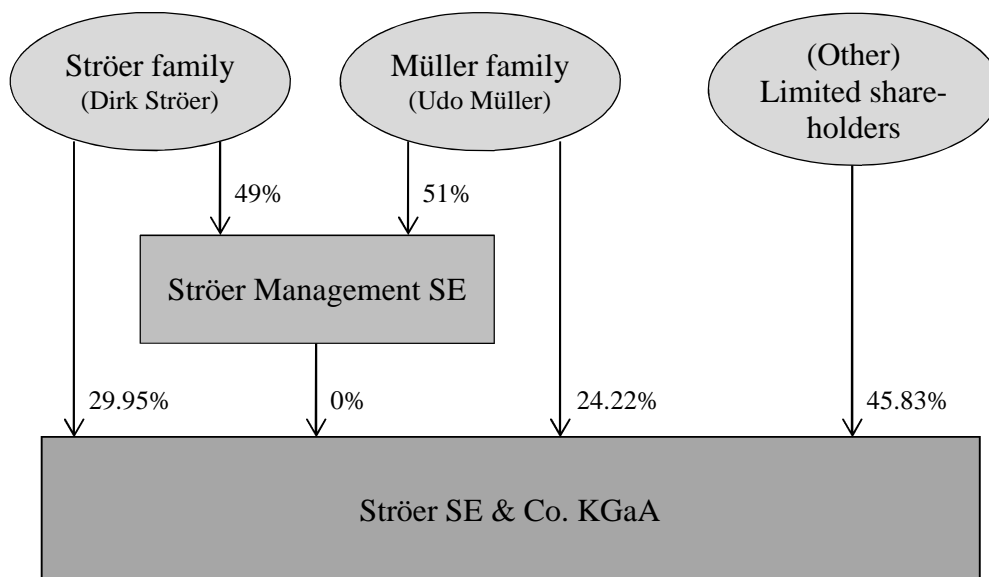 Ströer family
(Dirk Ströer)
Müller family
(Udo Müller)
(Other)
Limited share-
holders
49%
51%
Ströer Management SE
29.95%
0%
24.22%
45.83%
Ströer SE & Co. KGaA